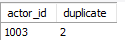 actor_id duplicate
1003 2